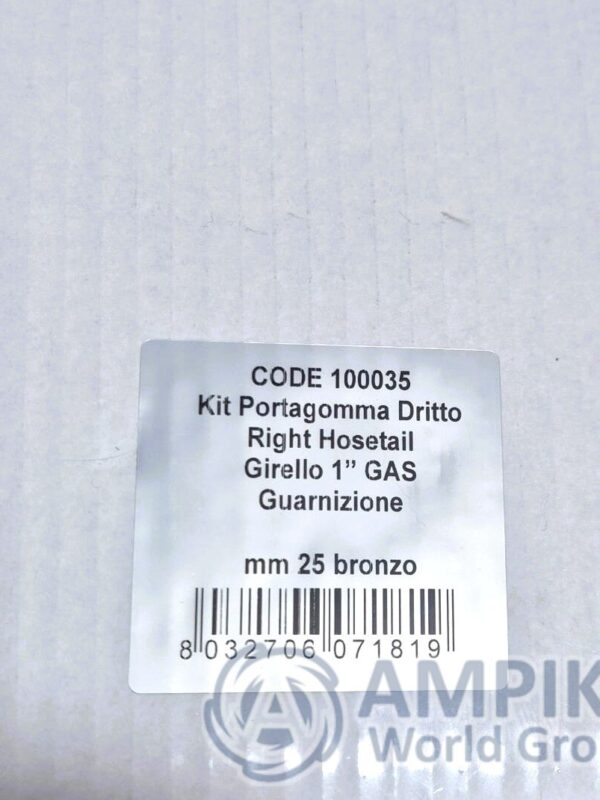 CODE 100035
Kit Portagomma Dritto
Right Hosetail
Girello 1” GAS
Guarnizione
mm 25 bronzo
8 032706 071819
AMPIK
World Gro